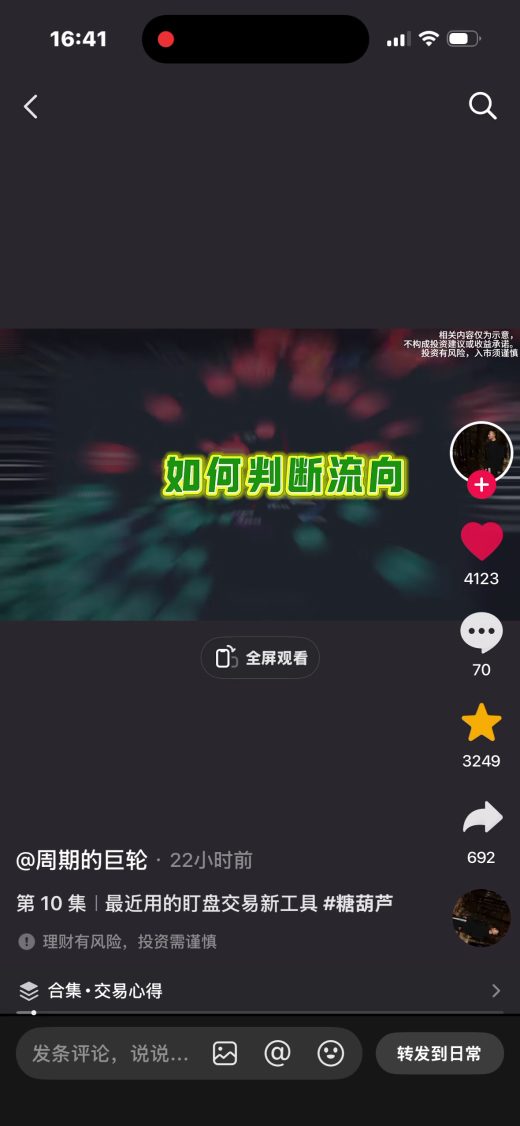 16:41
相关内容仅为示意，
不构成投资建议或收益承诺。
投资有风险，入市须谨慎
如何判断流向
4123
70
全屏观看
3249
692
@周期的巨轮 · 22小时前
第 10 集 | 最近用的盯盘交易新工具 #糖葫芦
理财有风险，投资需谨慎
合集·交易心得
发条评论，说说...
转发到日常